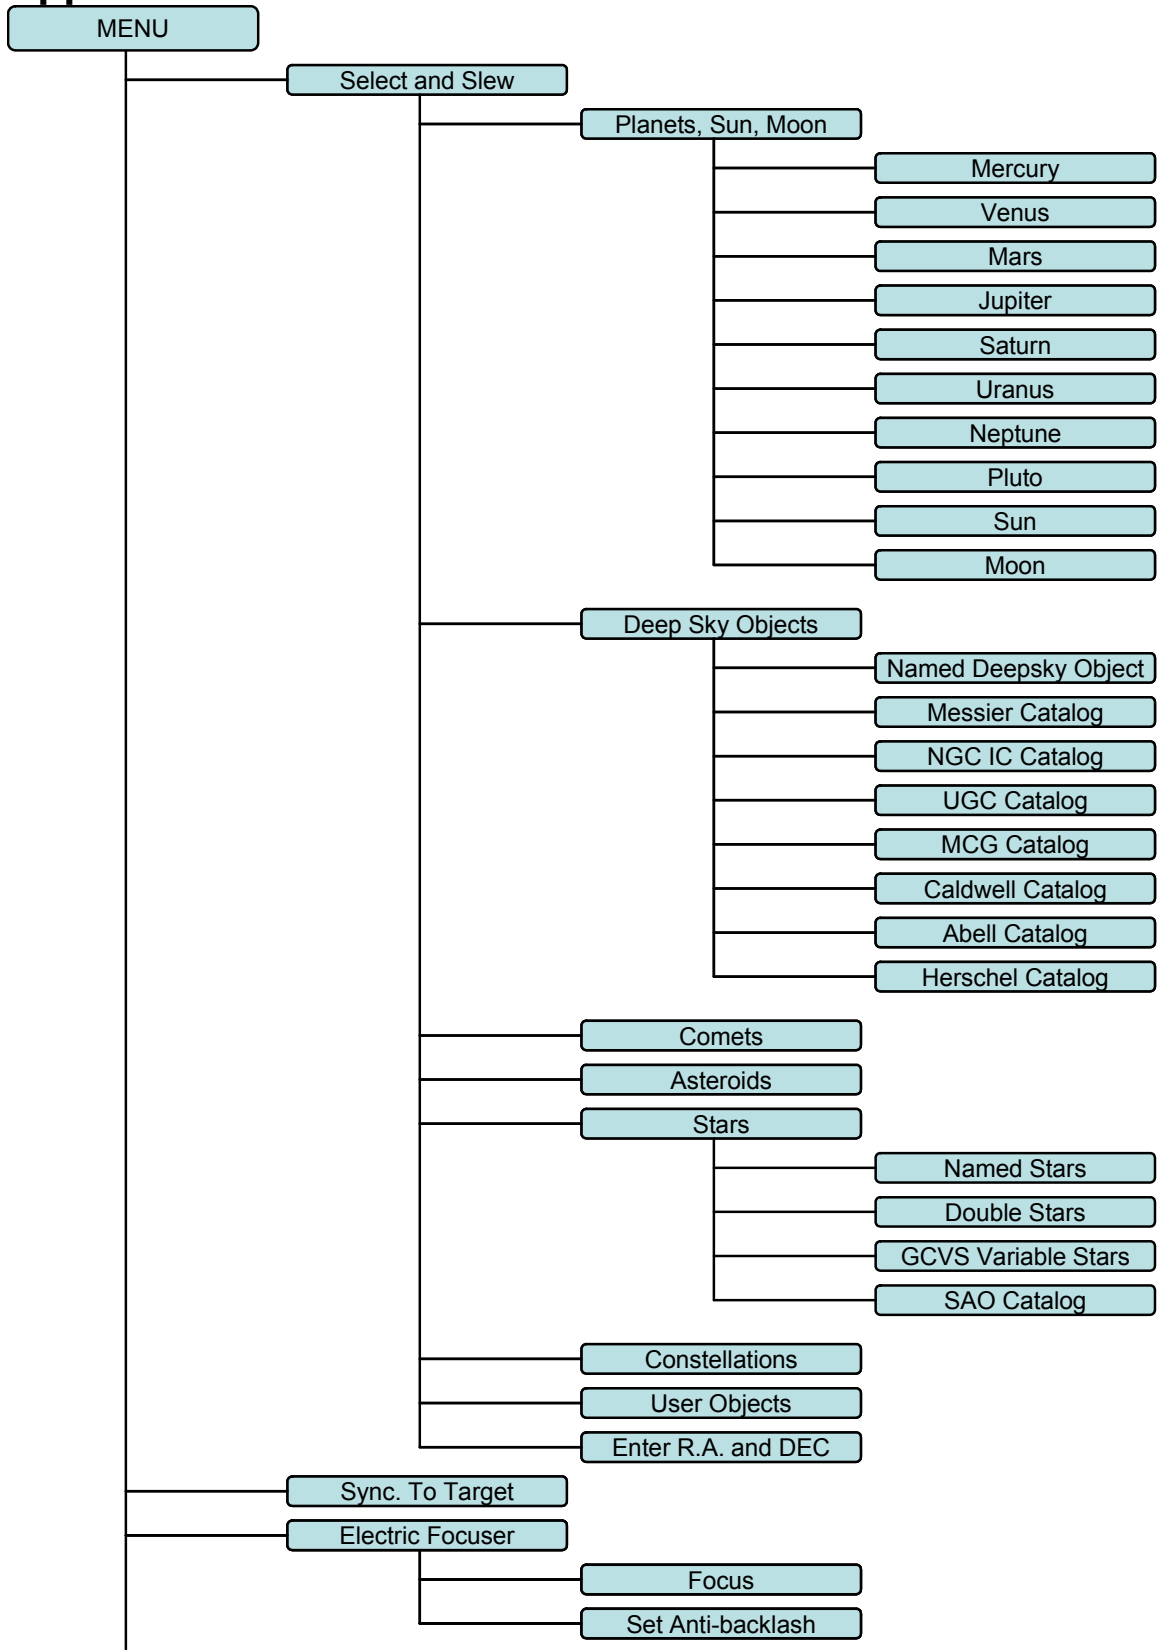 MENU
Select and Slew
Planets, Sun, Moon
Mercury
Venus
Mars
Jupiter
Saturn
Uranus
Neptune
Pluto
Sun
Moon
Deep Sky Objects
Named Deepsky Object
Messier Catalog
NGC IC Catalog
UGC Catalog
MCG Catalog
Caldwell Catalog
Abell Catalog
Herschel Catalog
Comets
Asteroids
Stars
Named Stars
Double Stars
GCVS Variable Stars
SAO Catalog
Constellations
User Objects
Enter R.A. and DEC
Sync. To Target
Electric Focuser
Focus
Set Anti-backlash